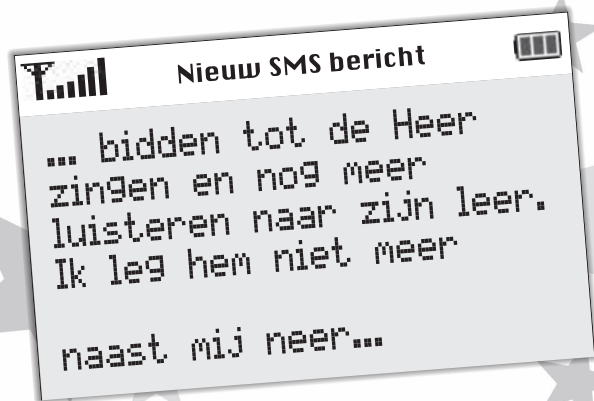 Nieuw SMS bericht
... bidden tot de Heer
zingen en nog meer
luisteren naar zijn leer.
Ik leg hem niet meer
naast mij neer...